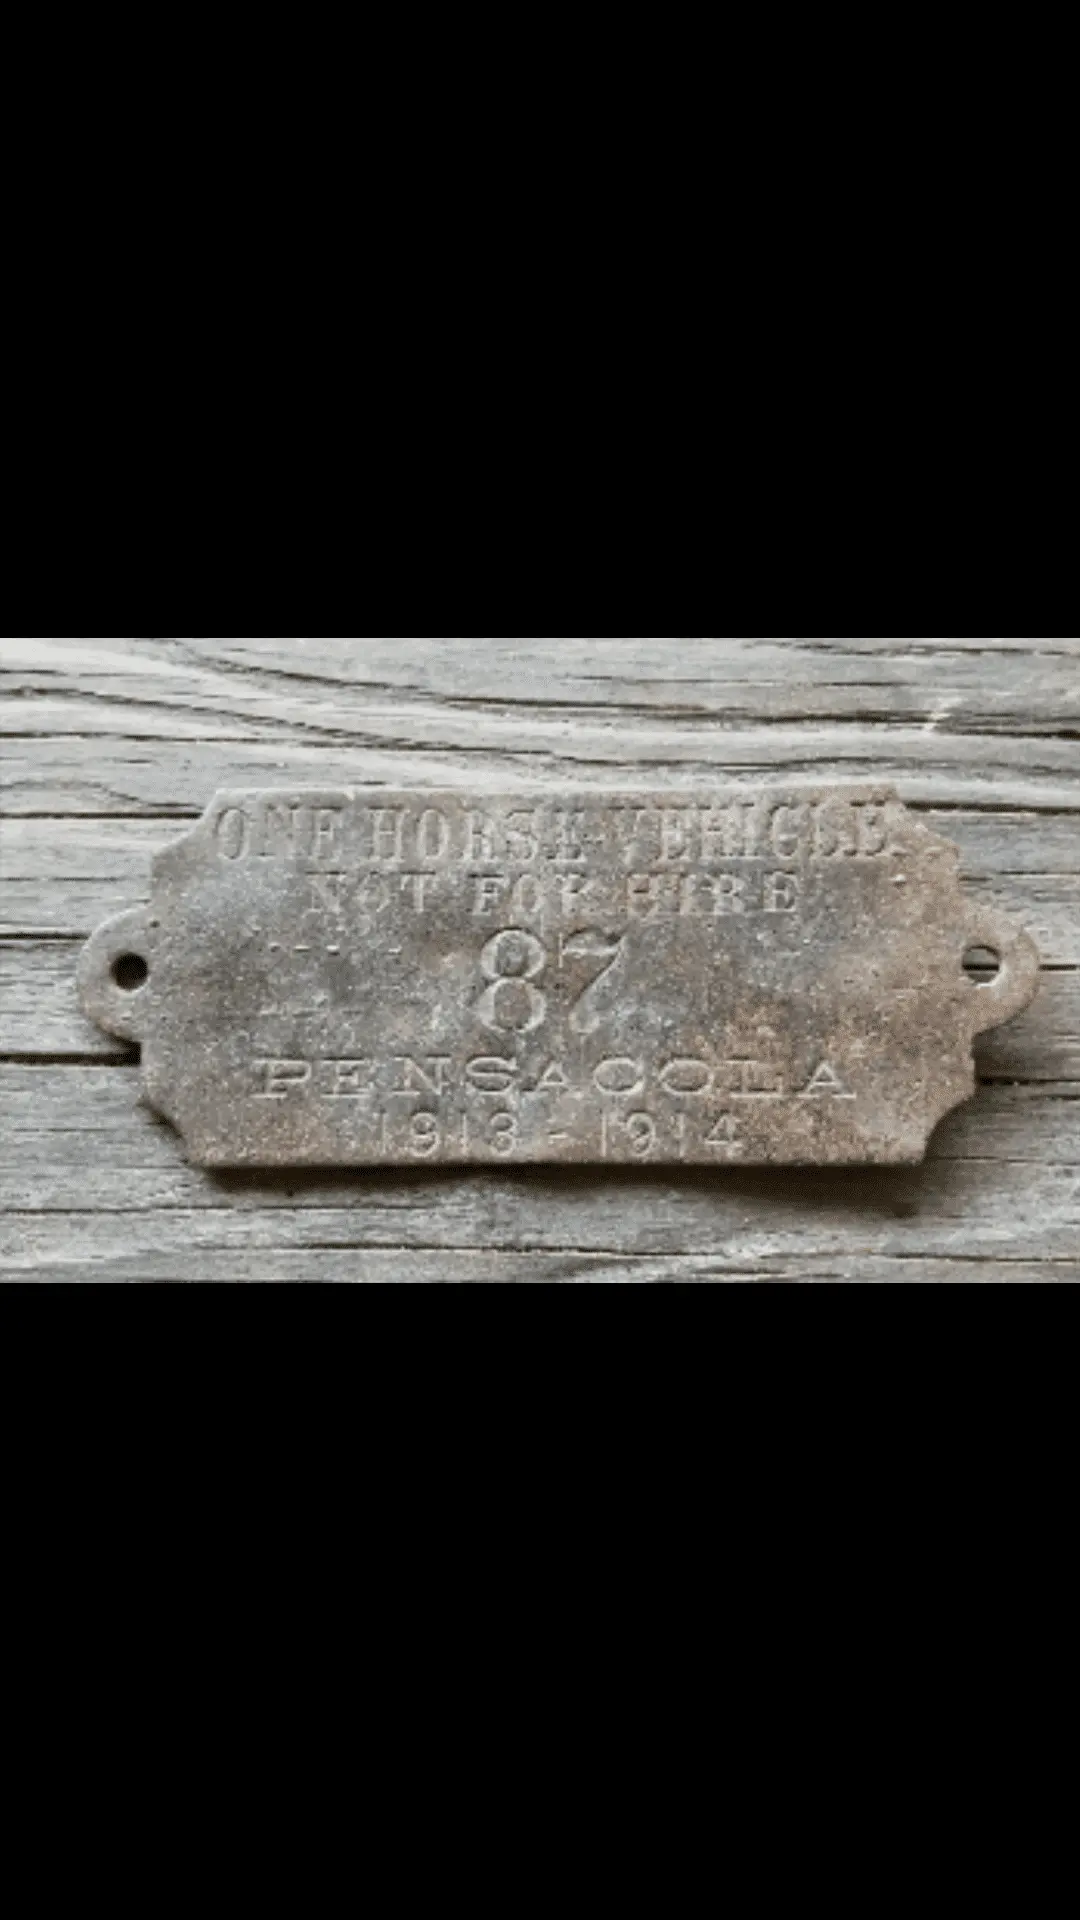 ONE HORSE VEHICLE
NOT FOR HIRE
87
PENSACOLA
1913-1914